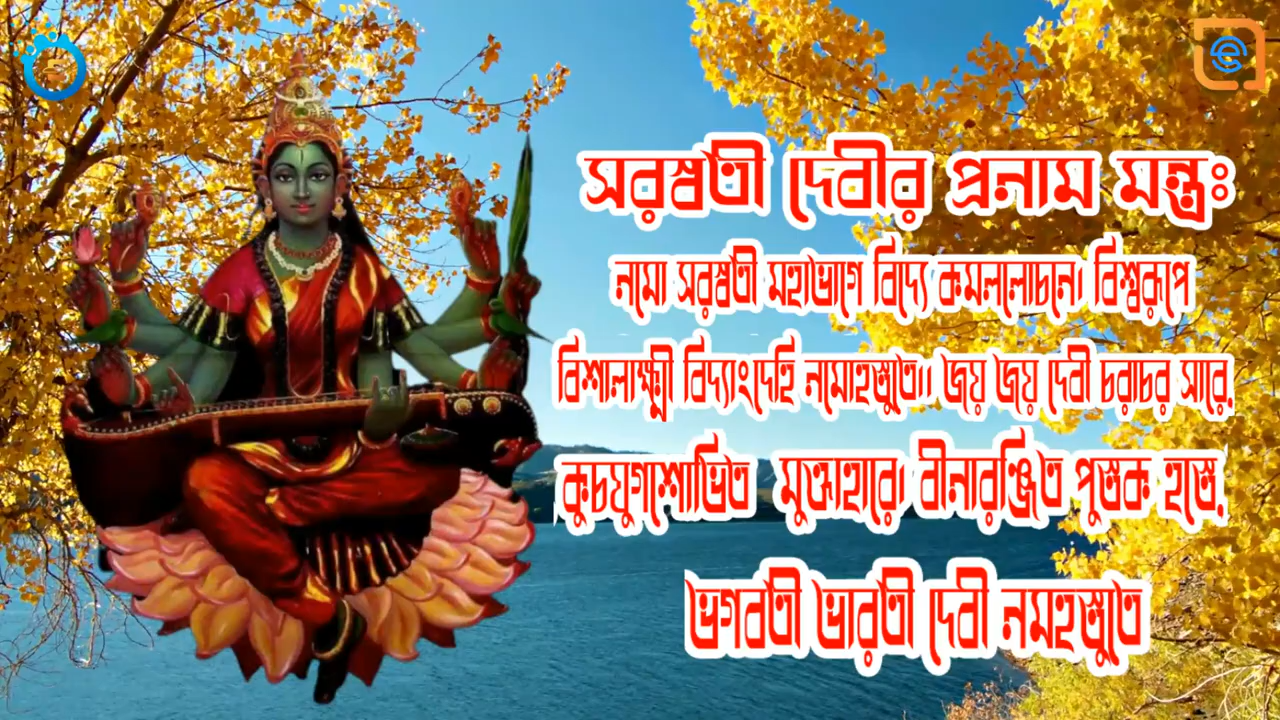 সরস্বতী দেবীর প্রনাম মন্ত্রঃ
নমো সরস্বতী মহাভাগে বিদ্যে কমললোচনে। বিশ্বরূপে
বিশালাক্ষ্মী বিদ্যাংদেহি নমোহস্তুতে।। জয় জয় দেবী চরাচর সারে,
কুচযুগশোভিত মুক্তাহারে। বীনারঞ্জিত পুস্তক হস্তে,
ভগবতী ভারতী দেবী নমহস্তুতে